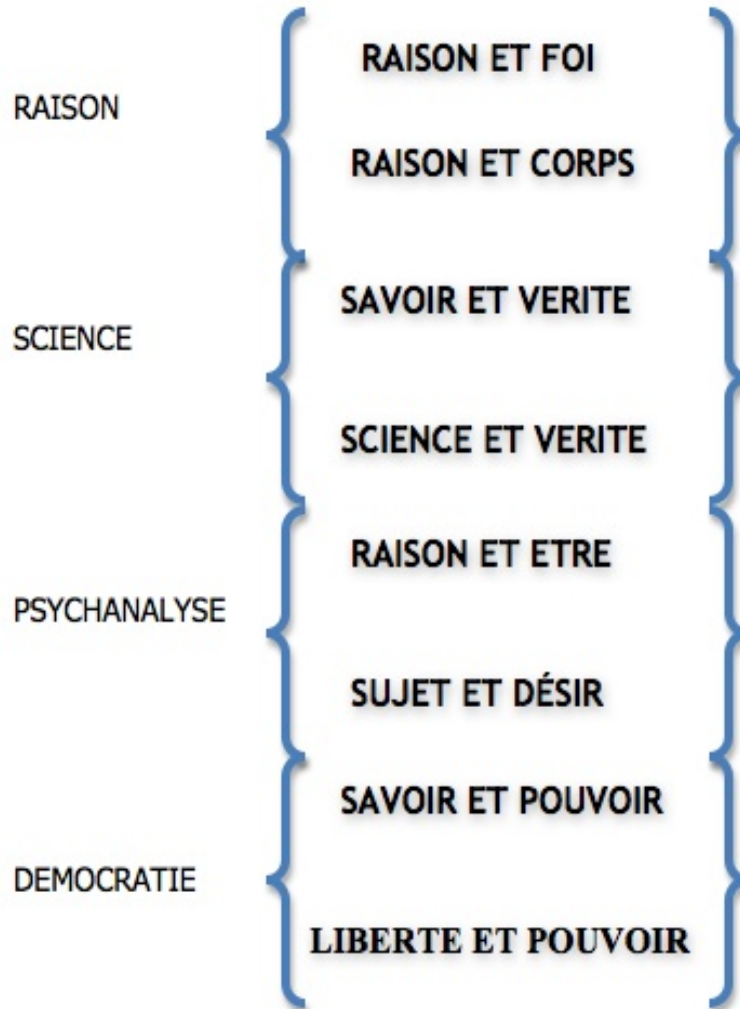 RAISON
RAISON ET FOI
RAISON ET CORPS
SCIENCE
SAVOIR ET VERITE
SCIENCE ET VERITE
PSYCHANALYSE
RAISON ET ETRE
SUJET ET DÉSIR
DEMOCRATIE
SAVOIR ET POUVOIR
LIBERTE ET POUVOIR